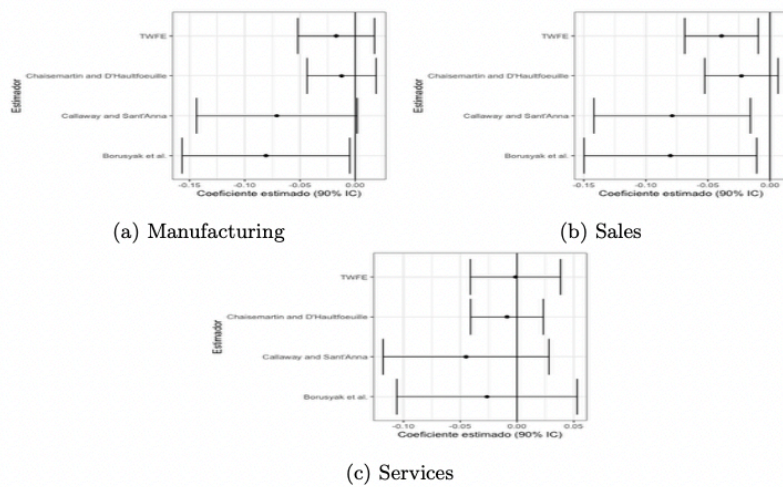 TWFE
Chaisemartin and D'Haultfoeuille
Estimador
Callaway and Sant'Anna
Borusyak et al.
-0.15 -0.10 -0.05 0.00
Coeficiente estimado (90% IC)
(a) Manufacturing
TWFE
Chaisemartin and D'Haultfoeuille
Estimador
Callaway and Sant'Anna
Borusyak et al.
-0.15 -0.10 -0.05 0.00
Coeficiente estimado (90% IC)
(b) Sales
TWFE
Chaisemartin and D'Haultfoeuille
Estimador
Callaway and Sant'Anna
Borusyak et al.
-0.10 -0.05 0.00 0.05
Coeficiente estimado (90% IC)
(c) Services